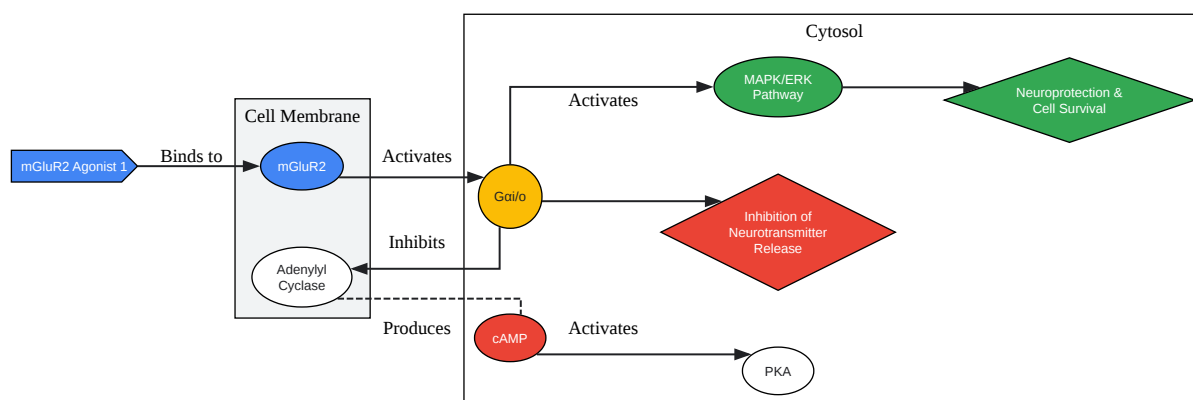 Cytosol
MAPK/ERK
Pathway
Neuroprotection &
Cell Survival
Activates
Cell Membrane
mGluR2 Agonist 1
Binds to
mGluR2
Activates
Gαi/o
Inhibition of
Neurotransmitter
Release
Inhibits
Adenylyl
Cyclase
Produces
cAMP
Activates
PKA